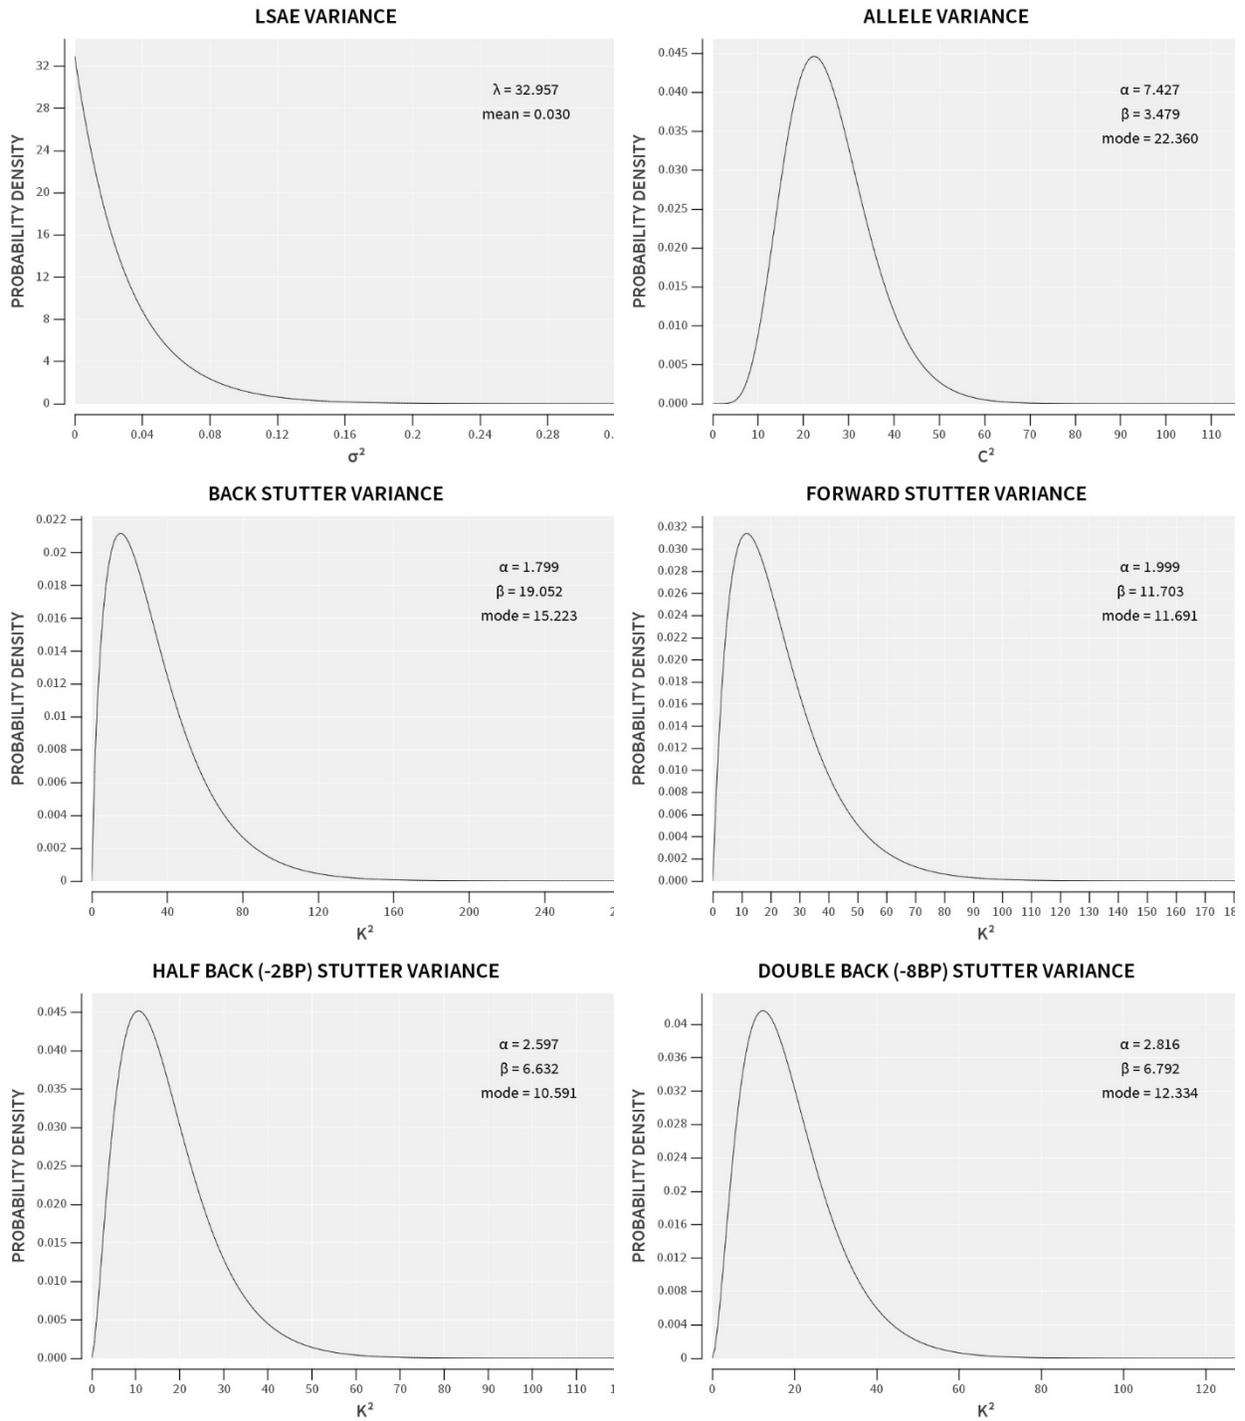 LSAE VARIANCE
PROBABILITY DENSITY
32
28
24
20
16
12
8
4
0
λ = 32.957
mean = 0.030
0 0.04 0.08 0.12 0.16 0.2 0.24 0.28 0.
σ²
ALLELE VARIANCE
PROBABILITY DENSITY
0.045
0.040
0.035
0.030
0.025
0.020
0.015
0.010
0.005
0.000
α = 7.427
β = 3.479
mode = 22.360
0 10 20 30 40 50 60 70 80 90 100 110
C²
BACK STUTTER VARIANCE
PROBABILITY DENSITY
0.022
0.02
0.018
0.016
0.014
0.012
0.01
0.008
0.006
0.004
0.002
0
α = 1.799
β = 19.052
mode = 15.223
0 40 80 120 160 200 240 2
K²
FORWARD STUTTER VARIANCE
PROBABILITY DENSITY
0.032
0.030
0.028
0.026
0.024
0.022
0.020
0.018
0.016
0.014
0.012
0.010
0.008
0.006
0.004
0.002
0.000
α = 1.999
β = 11.703
mode = 11.691
0 10 20 30 40 50 60 70 80 90 100 110 120 130 140 150 160 170 18
K²
HALF BACK (-2BP) STUTTER VARIANCE
PROBABILITY DENSITY
0.045
0.040
0.035
0.030
0.025
0.020
0.015
0.010
0.005
0.000
α = 2.597
β = 6.632
mode = 10.591
0 10 20 30 40 50 60 70 80 90 100 110 1
K²
DOUBLE BACK (-8BP) STUTTER VARIANCE
PROBABILITY DENSITY
0.04
0.036
0.032
0.028
0.024
0.02
0.016
0.012
0.008
0.004
0
α = 2.816
β = 6.792
mode = 12.334
0 20 40 60 80 100 120
K²